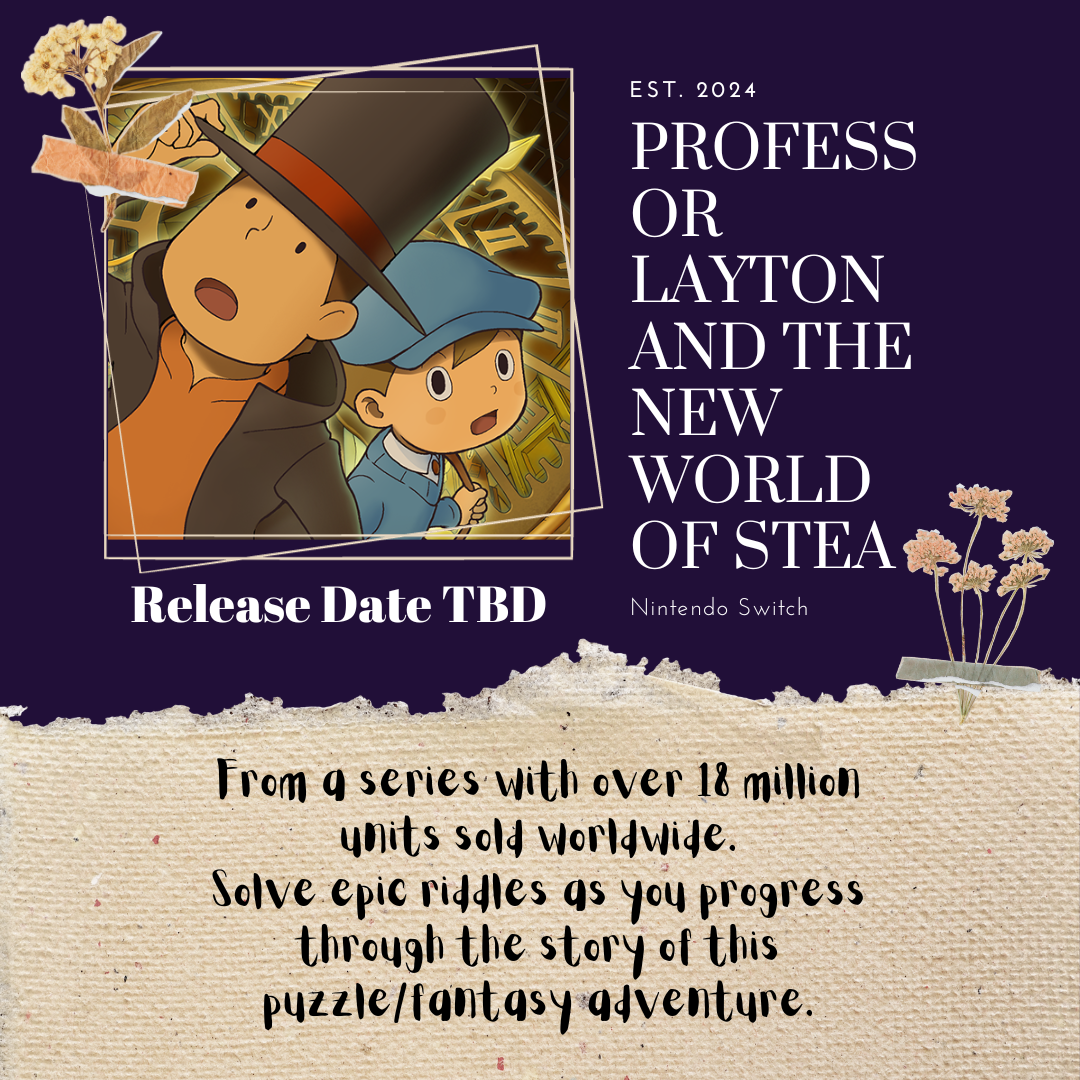 EST. 2024
PROFESS
OR
LAYTON
AND THE
NEW
WORLD
OF STEA
Release Date TBD
Nintendo Switch
From a series with over 18 million
units sold worldwide.
Solve epic riddles as you progress
through the story of this
puzzle/fantasy adventure.